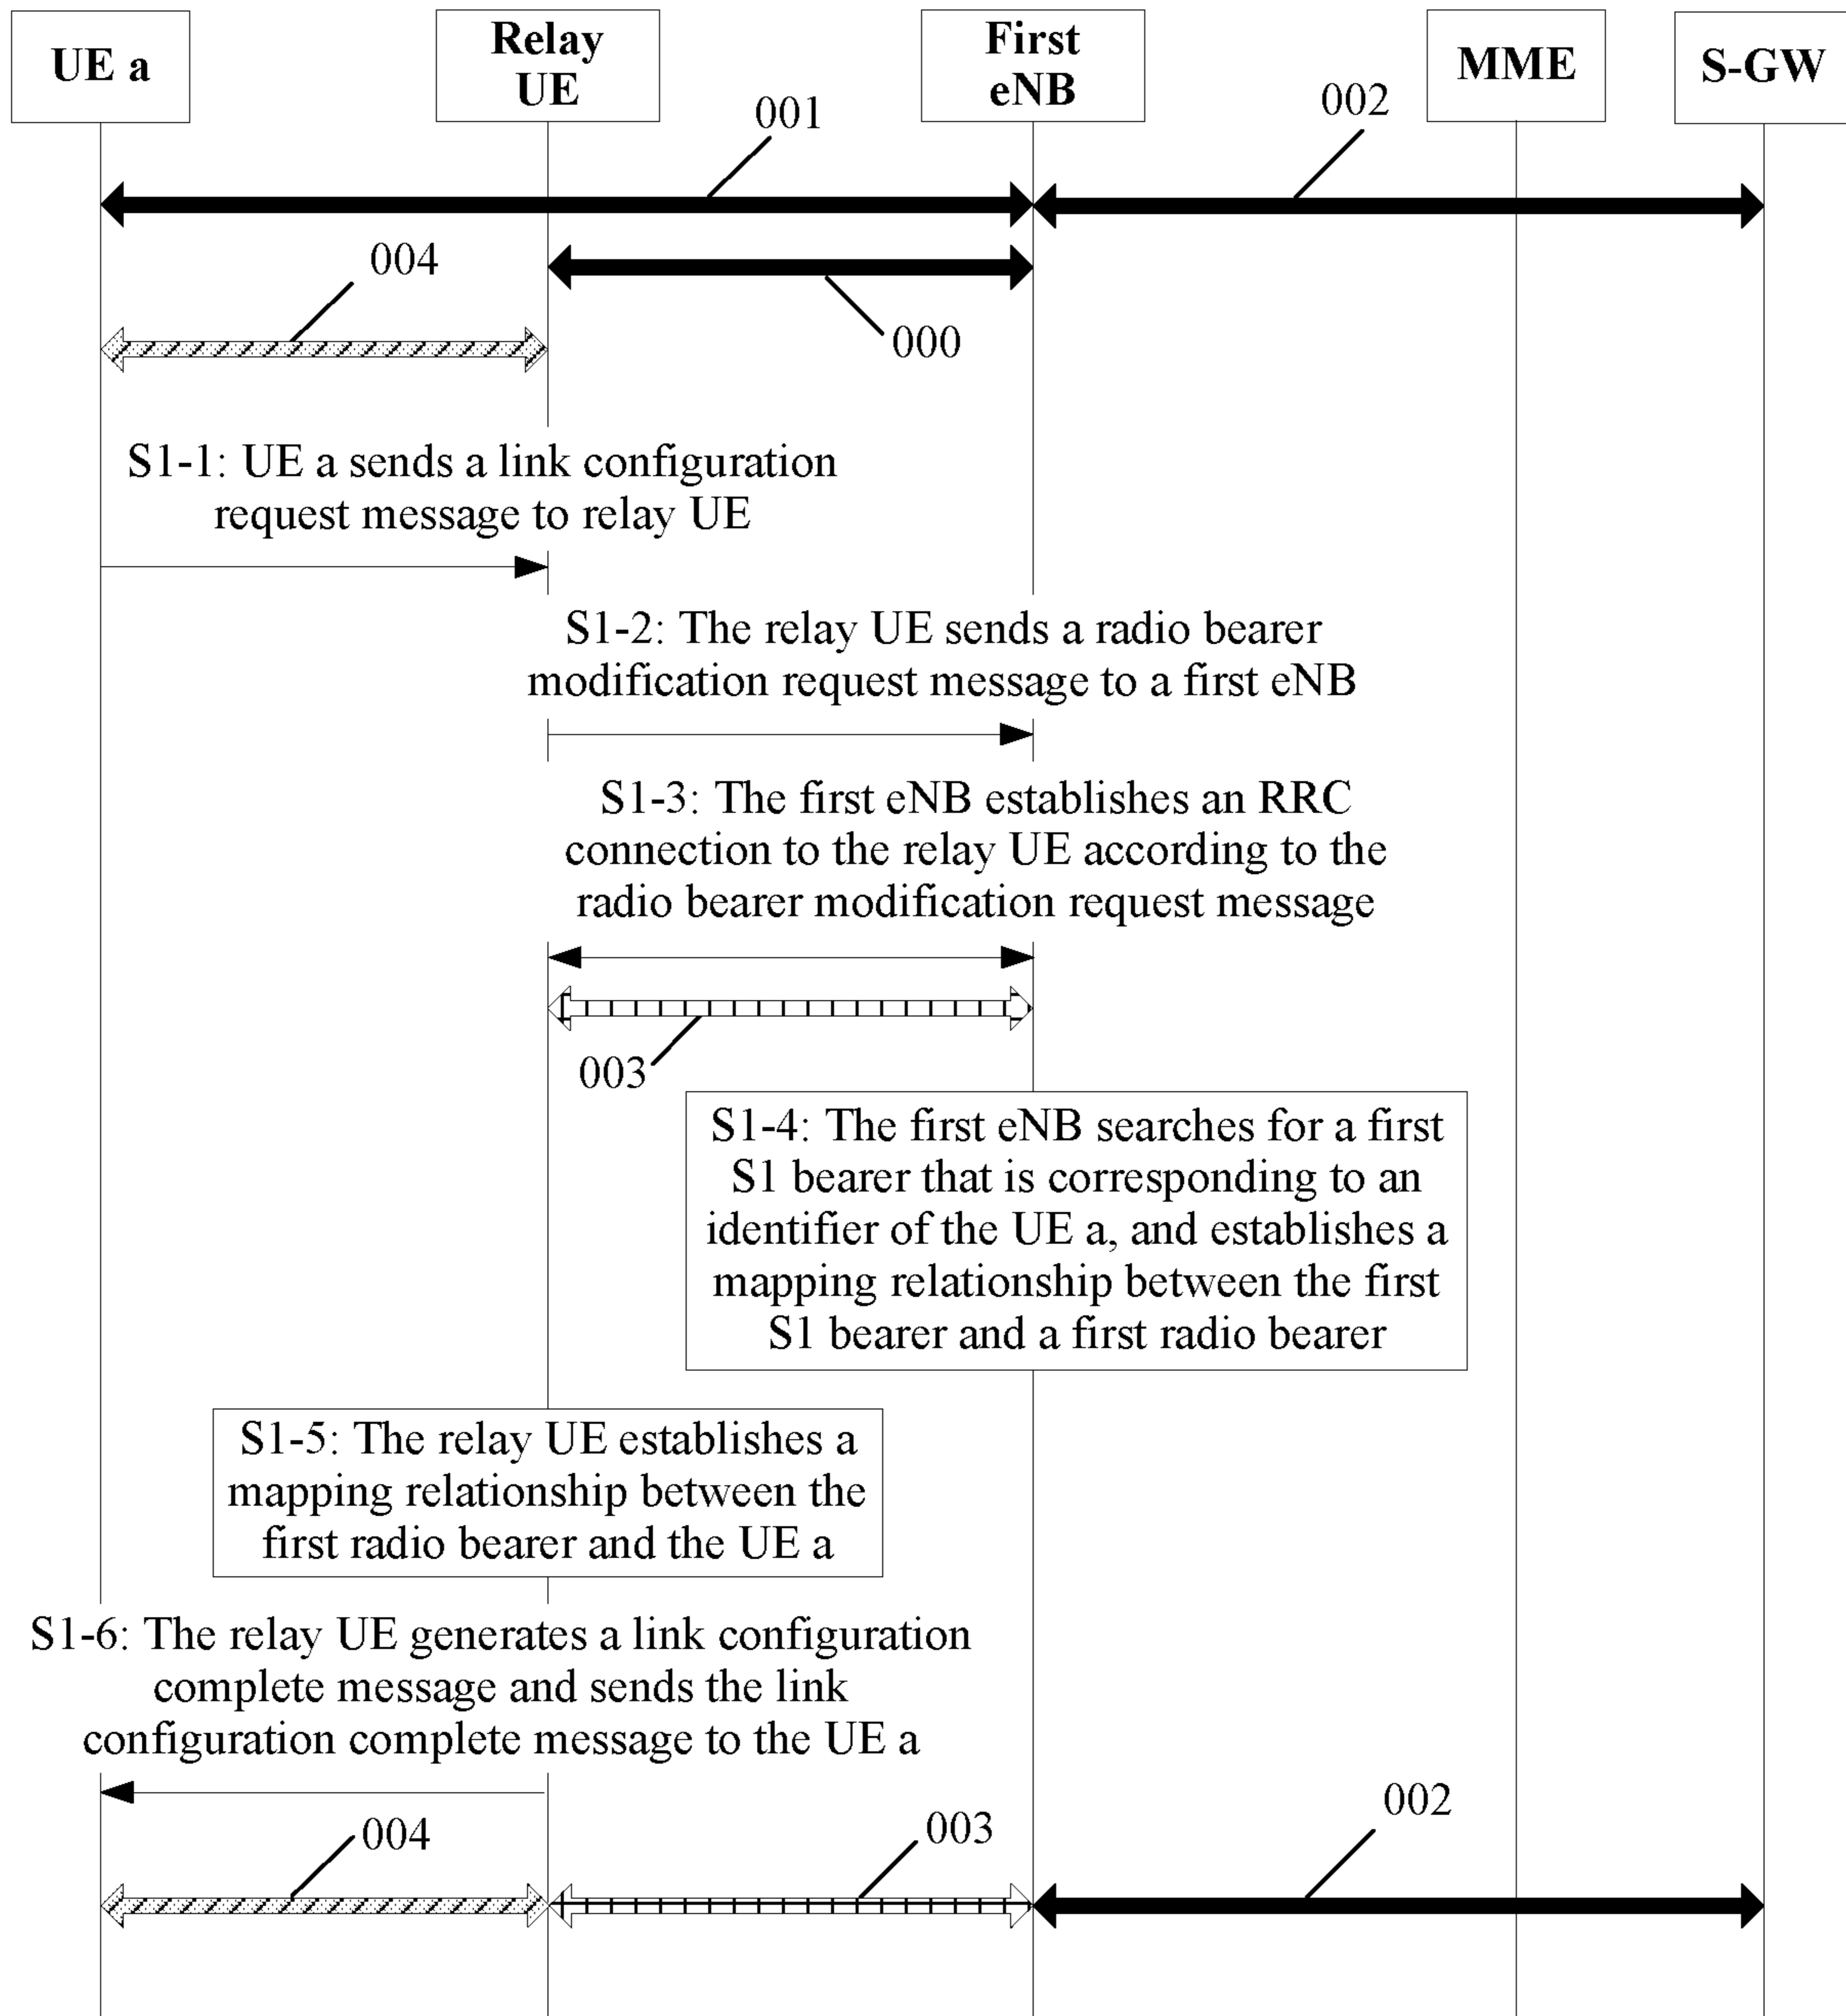 UE a
Relay
UE
First
eNB
MME
S-GW
001
002
004
000
S1-1: UE a sends a link configuration
request message to relay UE
S1-2: The relay UE sends a radio bearer
modification request message to a first eNB
S1-3: The first eNB establishes an RRC
connection to the relay UE according to the
radio bearer modification request message
003
S1-4: The first eNB searches for a first
S1 bearer that is corresponding to an
identifier of the UE a, and establishes a
mapping relationship between the first
S1 bearer and a first radio bearer
S1-5: The relay UE establishes a
mapping relationship between the
first radio bearer and the UE a
S1-6: The relay UE generates a link configuration
complete message and sends the link
configuration complete message to the UE a
004
003
002